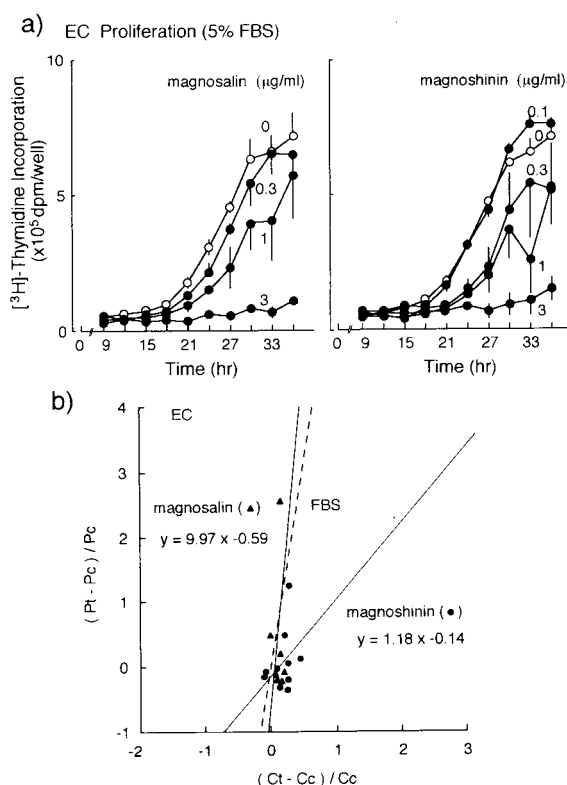 a) EC Proliferation (5% FBS)
[³H]-Thymidine Incorporation
(x10⁵ dpm/well)
10
5
0
magnosalin (μg/ml)
0
0.3
1
3
0 9 15 21 27 33
Time (hr)
magnoshinin (μg/ml)
0.1
0
0.3
1
3
0 9 15 21 27 33
Time (hr)
b)
(Pt - Pc) / Pc
4
3
2
1
0
-1
EC
magnosalin (▲)
y = 9.97 x -0.59
FBS
magnoshinin (●)
y = 1.18 x -0.14
-2 -1 0 1 2 3
(Ct - Cc) / Cc